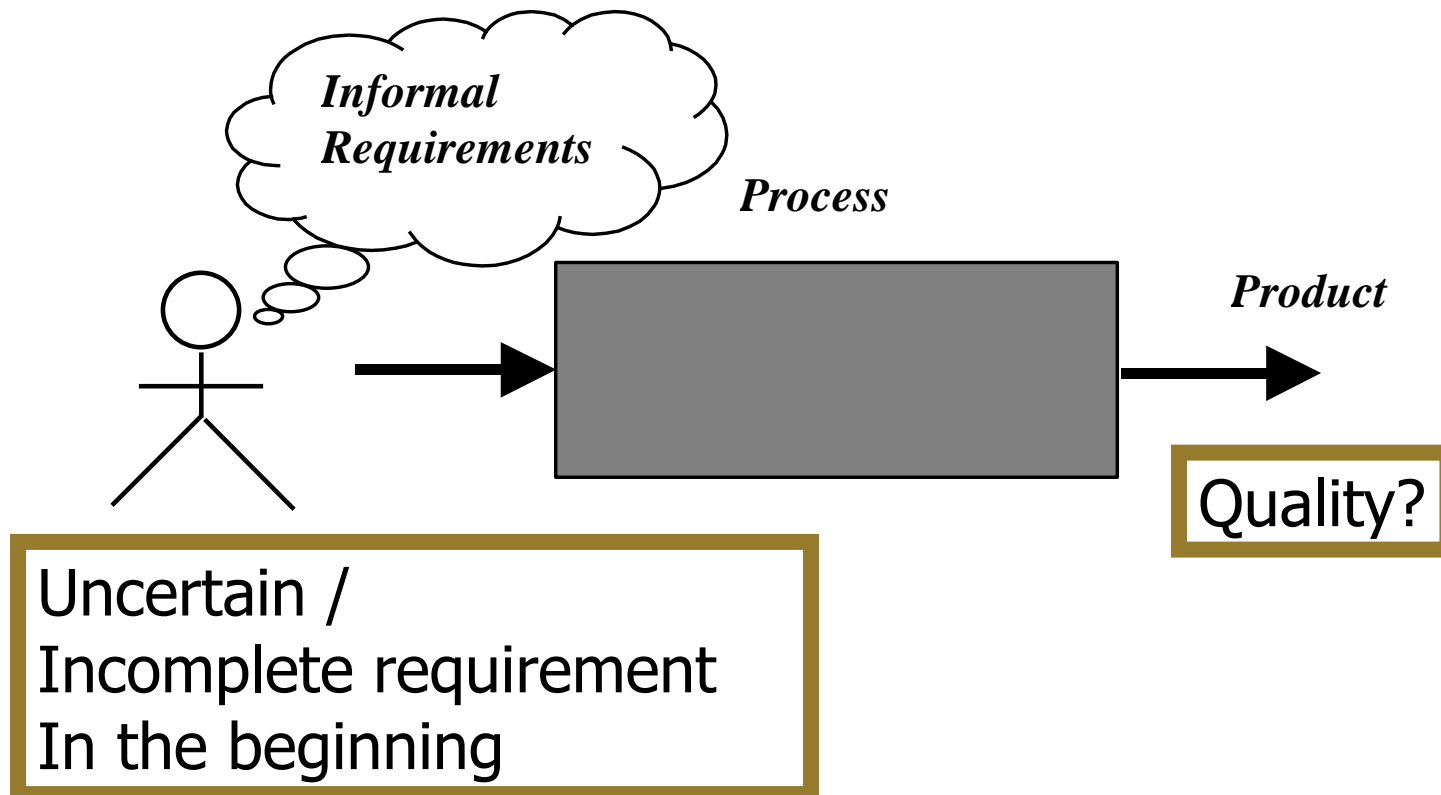 Informal
Requirements
Process
Product
Quality?
Uncertain /
Incomplete requirement
In the beginning